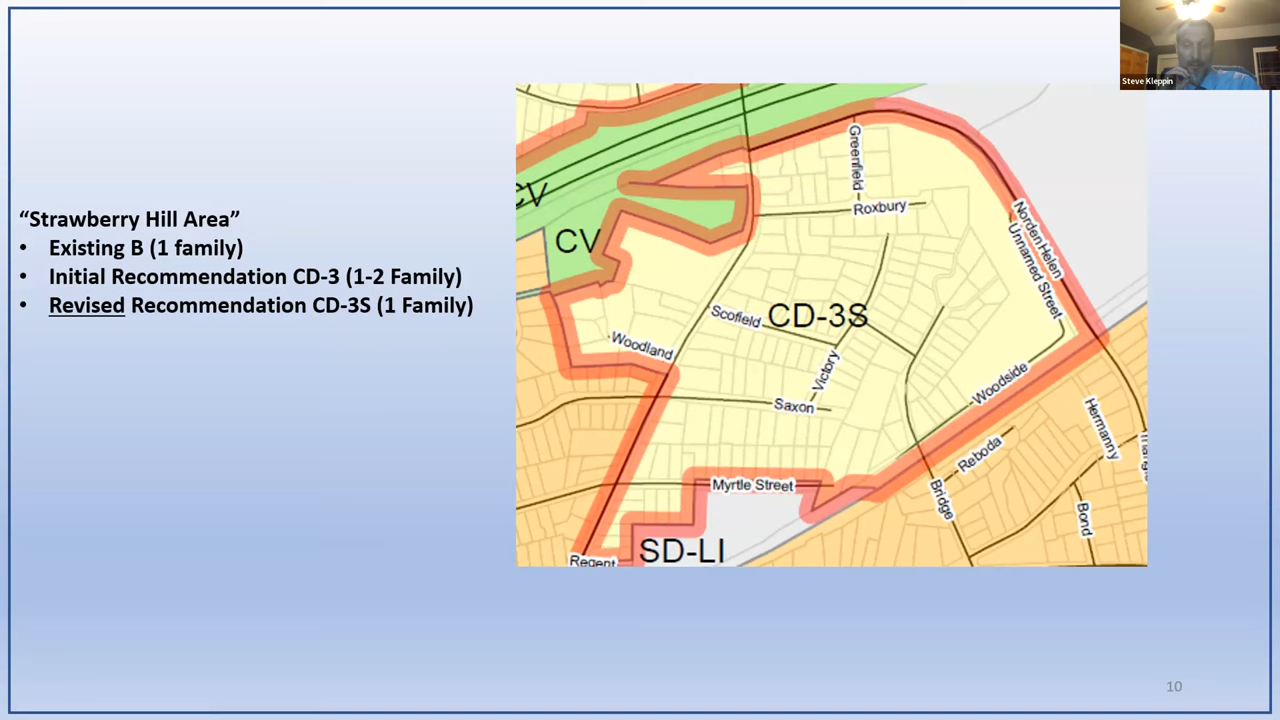 Steve Kleppin
“Strawberry Hill Area”
• Existing B (1 family)
• Initial Recommendation CD-3 (1-2 Family)
• Revised Recommendation CD-3S (1 Family)
CV
CV
Greenfield
Roxbury
Norden Helen
Unnamed Street
Scofield
CD-3S
Woodland
Victory
Woodside
Saxon
Hermanny
Reboda
Myrtle Street
Bridge
Bond
SD-LI
Regent
10